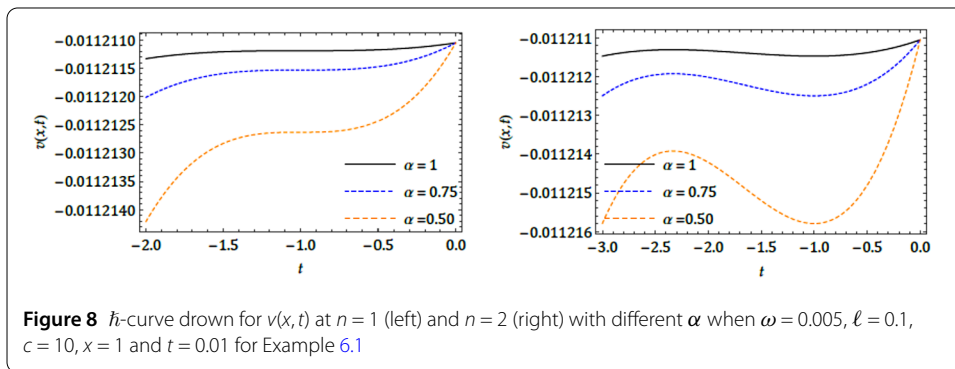 -0.0112110
-0.0112115
-0.0112120
-0.0112125
-0.0112130
-0.0112135
-0.0112140
v(x,t)
α = 1
α = 0.75
α =0.50
-2.0 -1.5 -1.0 -0.5 0.0
t
-0.011211
-0.011212
-0.011213
-0.011214
-0.011215
-0.011216
v(x,t)
α = 1
α = 0.75
α =0.50
-3.0 -2.5 -2.0 -1.5 -1.0 -0.5 0.0
t
Figure 8 ℏ-curve drown for v(x, t) at n = 1 (left) and n = 2 (right) with different α when ω = 0.005, ℓ = 0.1,
c = 10, x = 1 and t = 0.01 for Example 6.1